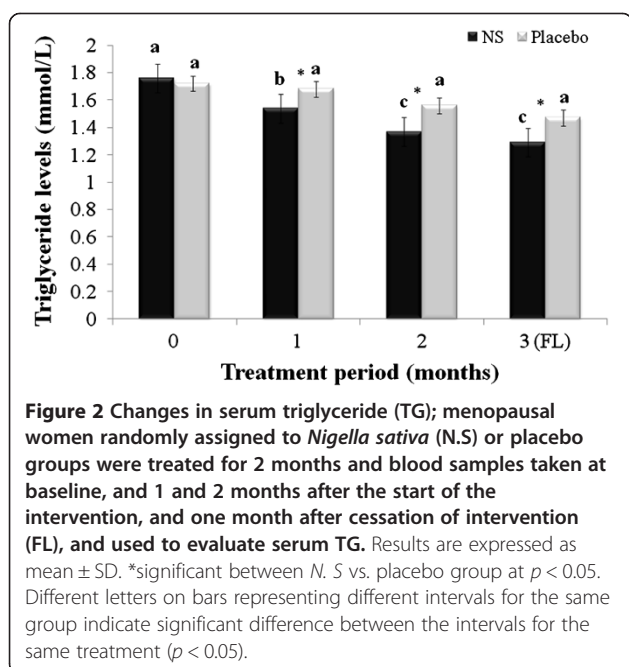 NS Placebo
Triglyceride levels (mmol/L)
2
1.8
1.6
1.4
1.2
1
0.8
0.6
0.4
0.2
0
a a
b * a
c * a
c * a
0 1 2 3 (FL)
Treatment period (months)
Figure 2 Changes in serum triglyceride (TG); menopausal
women randomly assigned to Nigella sativa (N.S) or placebo
groups were treated for 2 months and blood samples taken at
baseline, and 1 and 2 months after the start of the
intervention, and one month after cessation of intervention
(FL), and used to evaluate serum TG. Results are expressed as
mean ± SD. *significant between N. S vs. placebo group at p < 0.05.
Different letters on bars representing different intervals for the same
group indicate significant difference between the intervals for the
same treatment (p < 0.05).